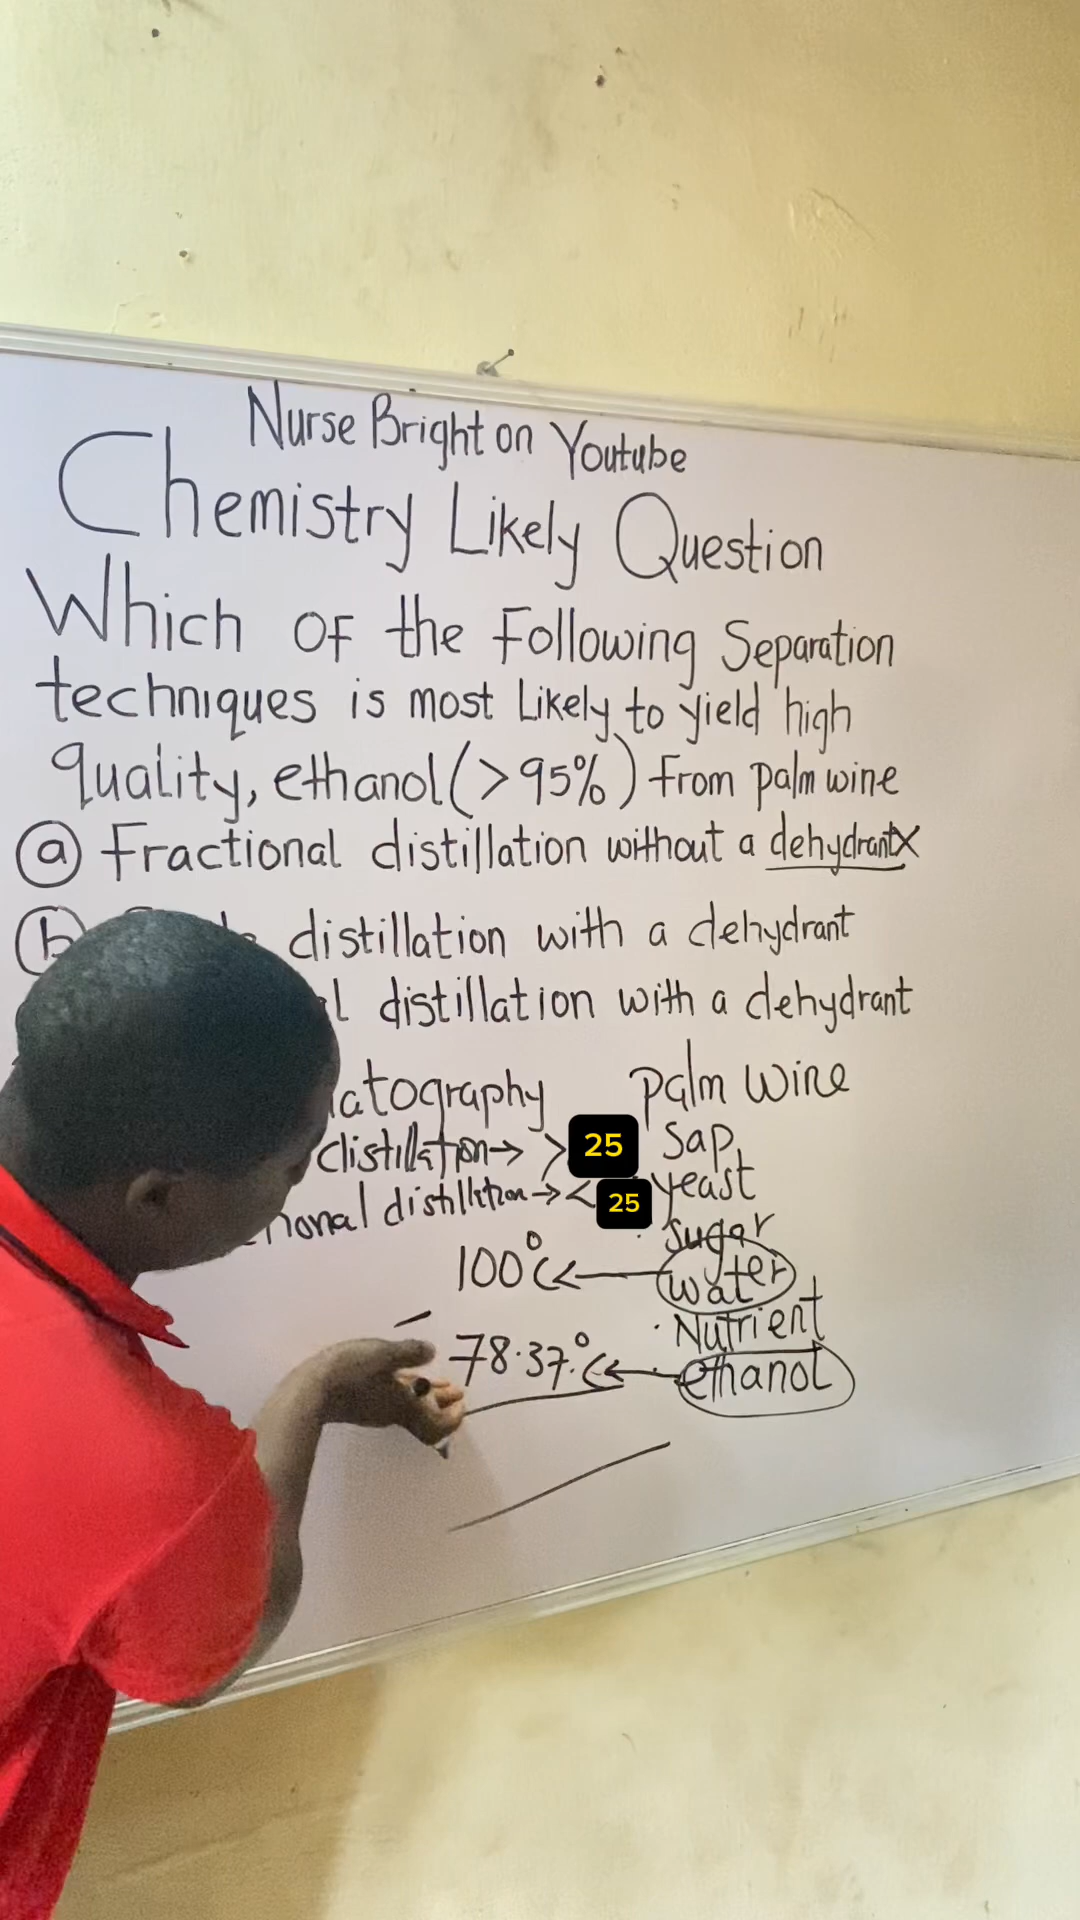 Nurse Bright on Youtube
Chemistry Likely Question
Which OF the Following Separation
techniques is most Likely to yield high
quality, ethanol (>95%) From palm wine
(a) Fractional distillation without a dehydrant X
(b) distillation with a dehydrant
distillation with a dehydrant
palm wine
distillation → > 25
Sap
distillation → < 25
yeast
sugar
100°C ← water
Nutrient
78.37°C ← ethanol